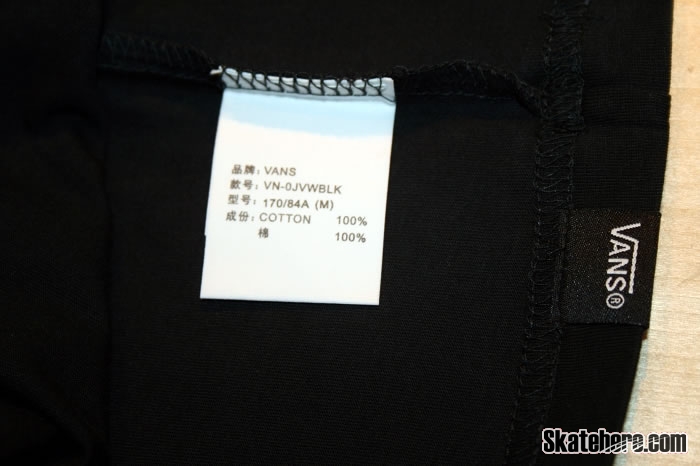 品牌: VANS
款号: VN-0JVWBLK
型号: 170/84A (M)
成份: COTTON 100%
棉 100%
VANS®
Skatehere.com